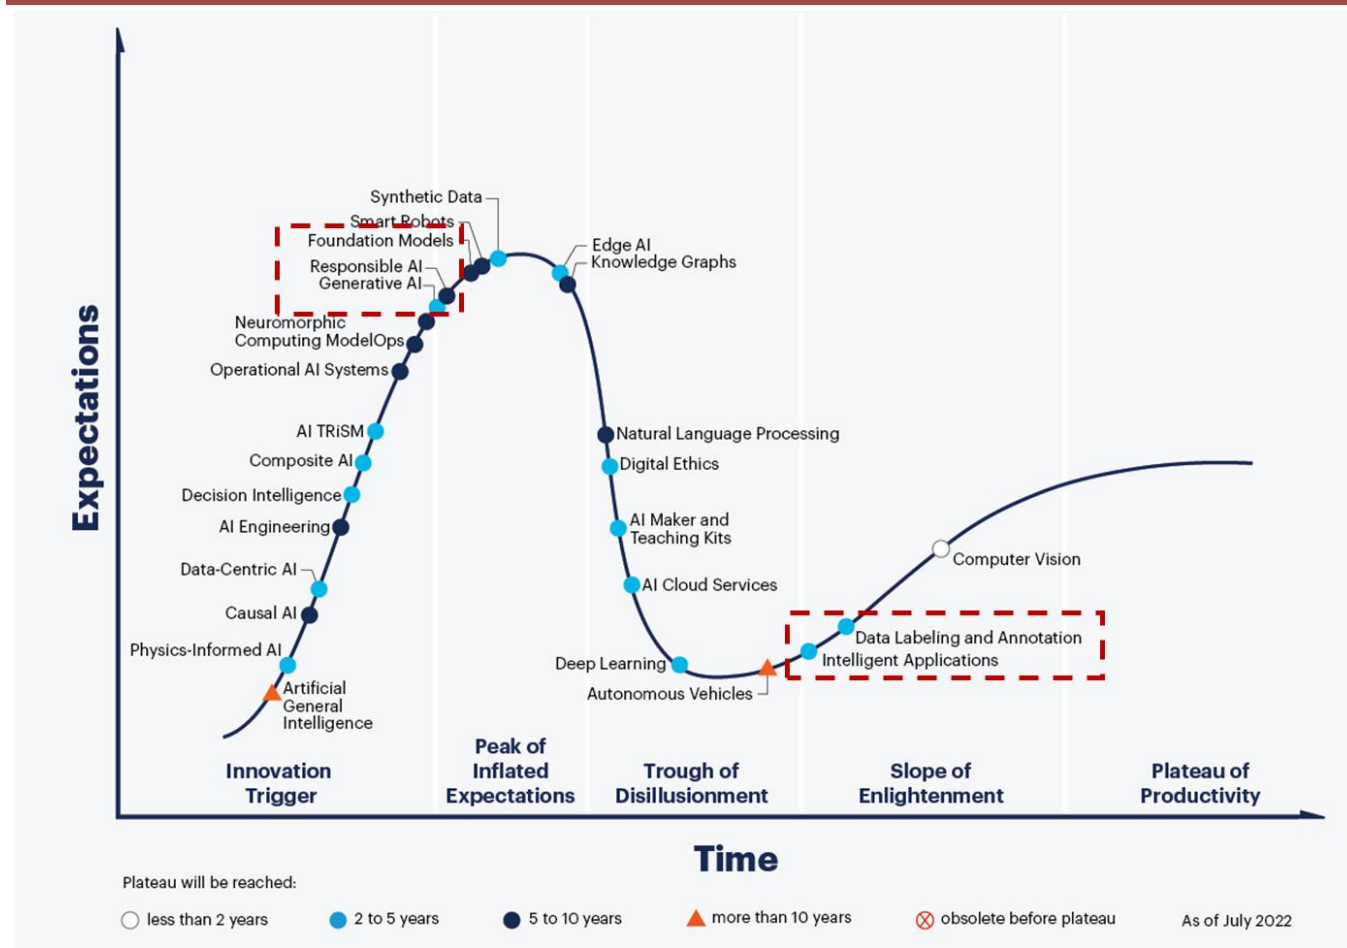 Expectations
Synthetic Data
Smart Robots
Foundation Models
Responsible AI
Generative AI
Neuromorphic
Computing ModelOps
Operational AI Systems
AI TRiSM
Composite AI
Decision Intelligence
AI Engineering
Data-Centric AI
Causal AI
Physics-Informed AI
Artificial
General
Intelligence
Edge AI
Knowledge Graphs
Natural Language Processing
Digital Ethics
AI Maker and
Teaching Kits
AI Cloud Services
Deep Learning
Autonomous Vehicles
Computer Vision
Data Labeling and Annotation
Intelligent Applications
Innovation
Trigger
Peak of
Inflated
Expectations
Trough of
Disillusionment
Slope of
Enlightenment
Plateau of
Productivity
Time
Plateau will be reached:
less than 2 years
2 to 5 years
5 to 10 years
more than 10 years
obsolete before plateau
As of July 2022